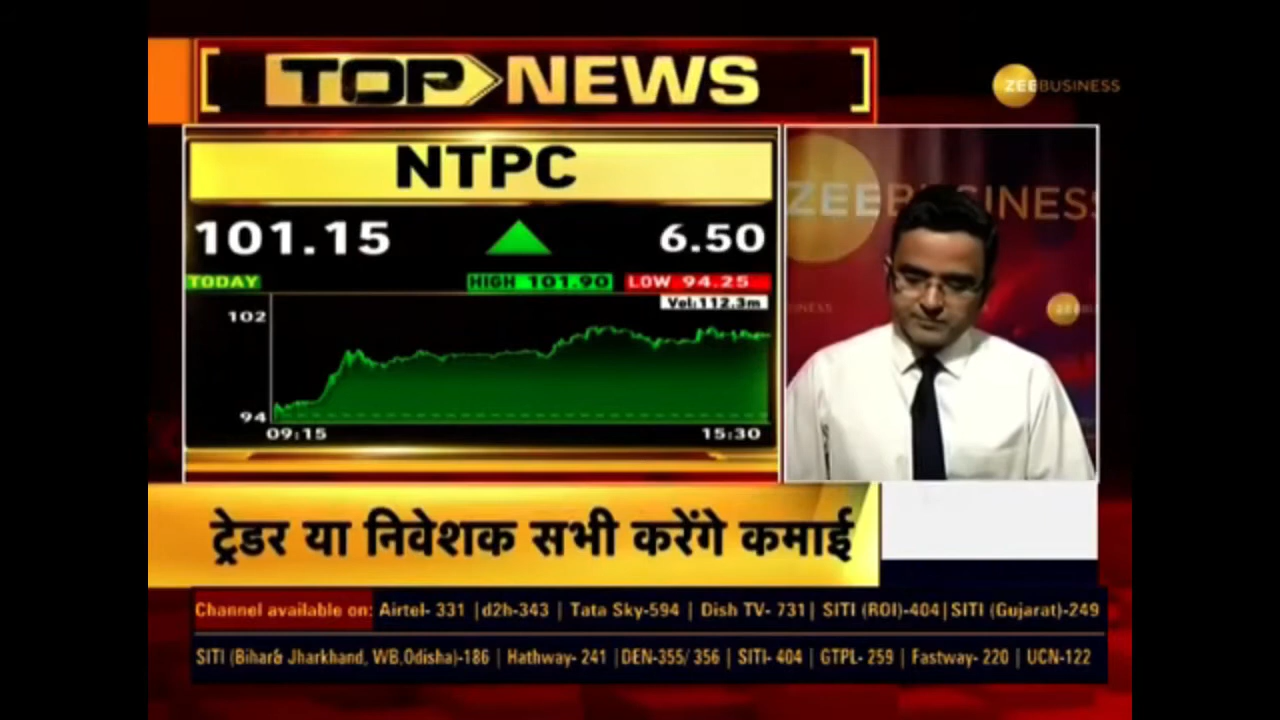 TOP NEWS
ZEEBUSINESS
NTPC
101.15 6.50
TODAY HIGH 101.90 LOW 94.25
Vol:112.3m
102
94
09:15 15:30
ZEEBUSINESS
ट्रेडर या निवेशक सभी करेंगे कमाई
Channel available on: Airtel- 331 |d2h-343 | Tata Sky-594 | Dish TV- 731| SITI (ROI)-404|SITI (Gujarat)-249
SITI (Bihar& Jharkhand, WB,Odisha)-186 | Hathway- 241 |DEN-355/ 356 | SITI- 404 | GTPL- 259 | Fastway- 220 | UCN-122